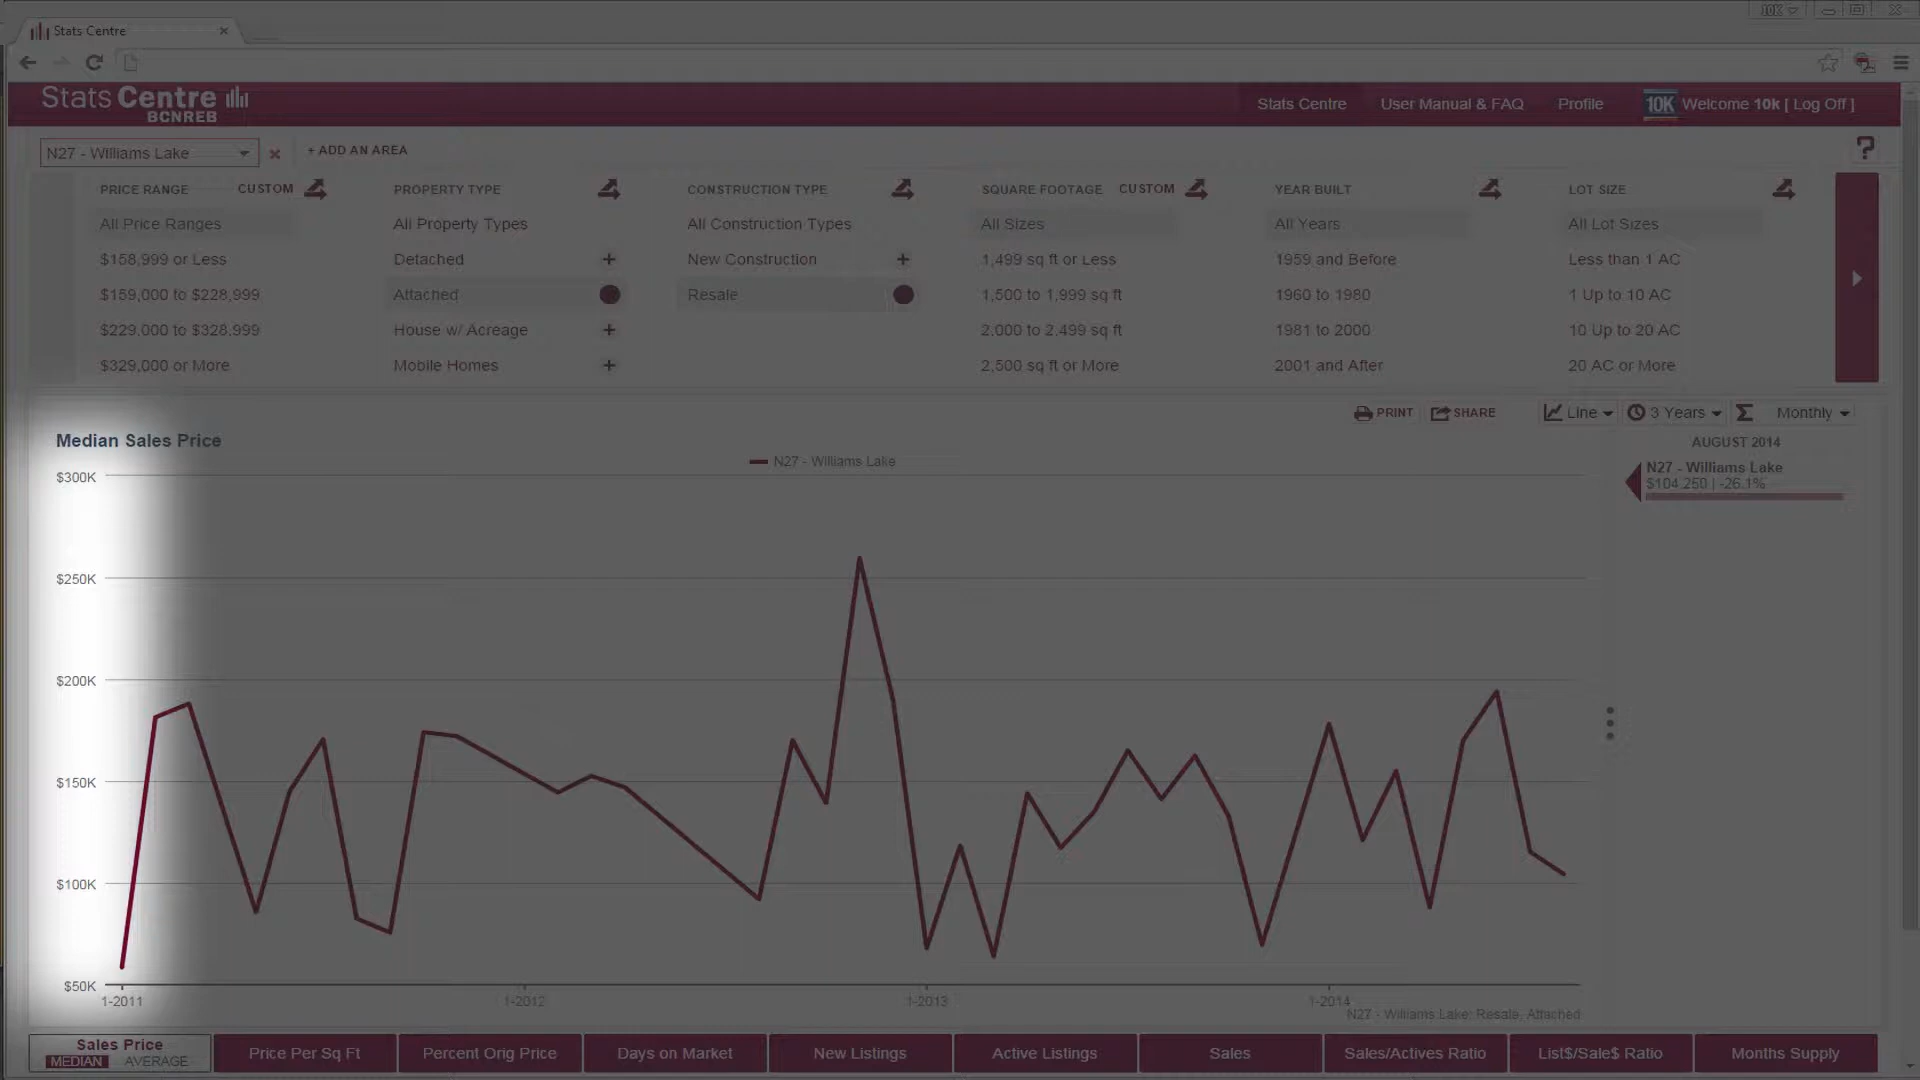 Stats Centre
10K
Stats Centre
BCNREB
Stats Centre
User Manual & FAQ
Profile
10K
Welcome 10k [ Log Off ]
N27 - Williams Lake
+ ADD AN AREA
?
PRICE RANGE CUSTOM
All Price Ranges
$158,999 or Less
$159,000 to $228,999
$229,000 to $328,999
$329,000 or More
PROPERTY TYPE
All Property Types
Detached +
Attached
House w/ Acreage +
Mobile Homes +
CONSTRUCTION TYPE
All Construction Types
New Construction +
Resale
SQUARE FOOTAGE CUSTOM
All Sizes
1,499 sq ft or Less
1,500 to 1,999 sq ft
2,000 to 2,499 sq ft
2,500 sq ft or More
YEAR BUILT
All Years
1959 and Before
1960 to 1980
1981 to 2000
2001 and After
LOT SIZE
All Lot Sizes
Less than 1 AC
1 Up to 10 AC
10 Up to 20 AC
20 AC or More
PRINT
SHARE
Line
3 Years
Monthly
Median Sales Price
N27 - Williams Lake
AUGUST 2014
N27 - Williams Lake
$104,250 | -26.1%
$300K
$250K
$200K
$150K
$100K
$50K
1-2011
1-2012
1-2013
1-2014
N27 - Williams Lake: Resale, Attached
Sales Price
MEDIAN AVERAGE
Price Per Sq Ft
Percent Orig Price
Days on Market
New Listings
Active Listings
Sales
Sales/Actives Ratio
List$/Sale$ Ratio
Months Supply